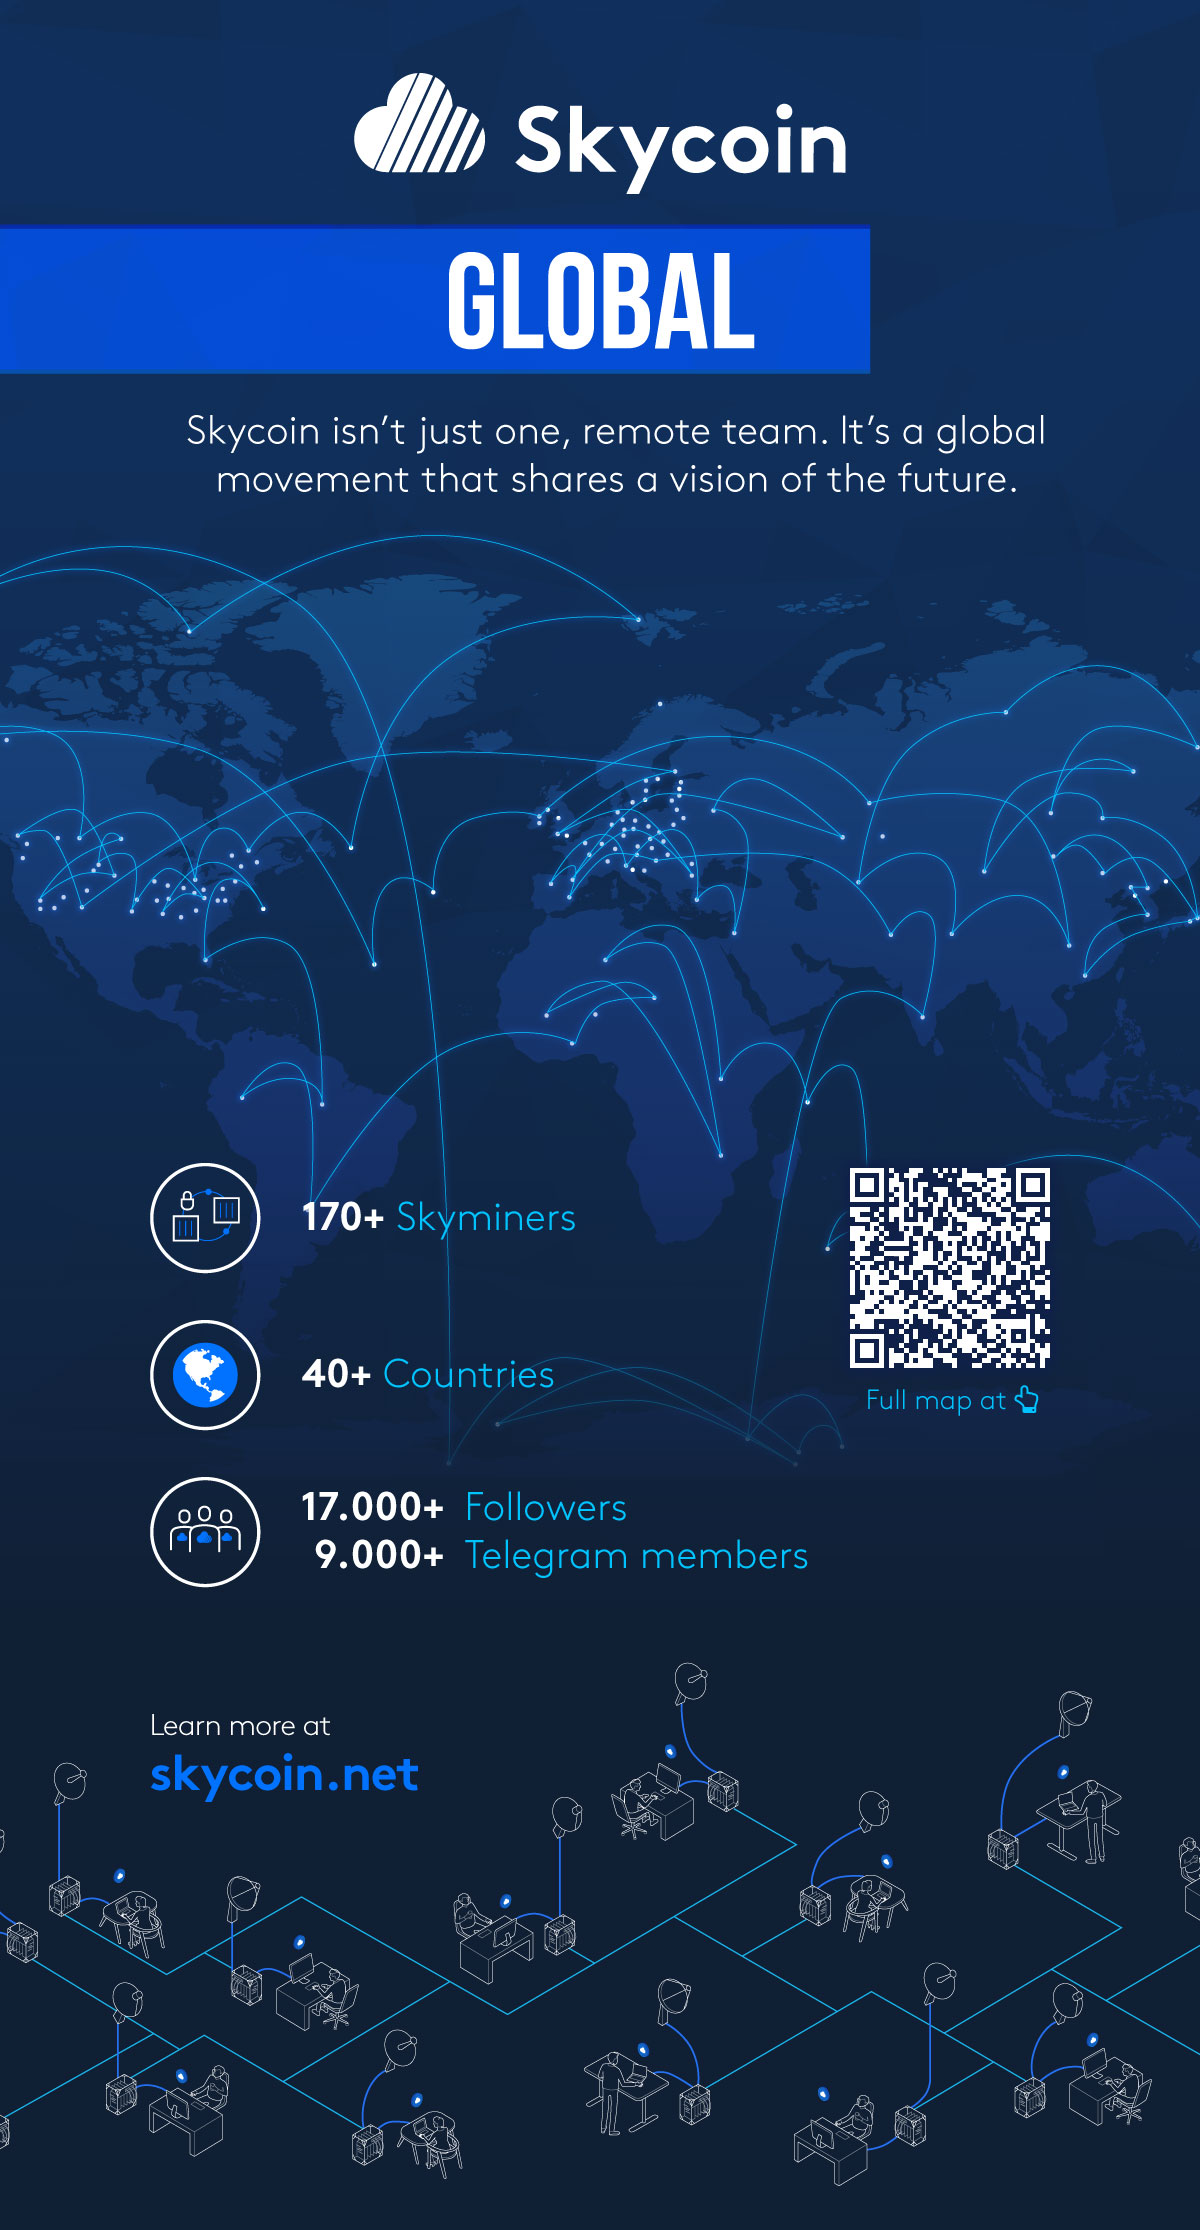 Skycoin
GLOBAL
Skycoin isn’t just one, remote team. It’s a global
movement that shares a vision of the future.
170+ Skyminers
40+ Countries
Full map at
17.000+ Followers
9.000+ Telegram members
Learn more at
skycoin.net